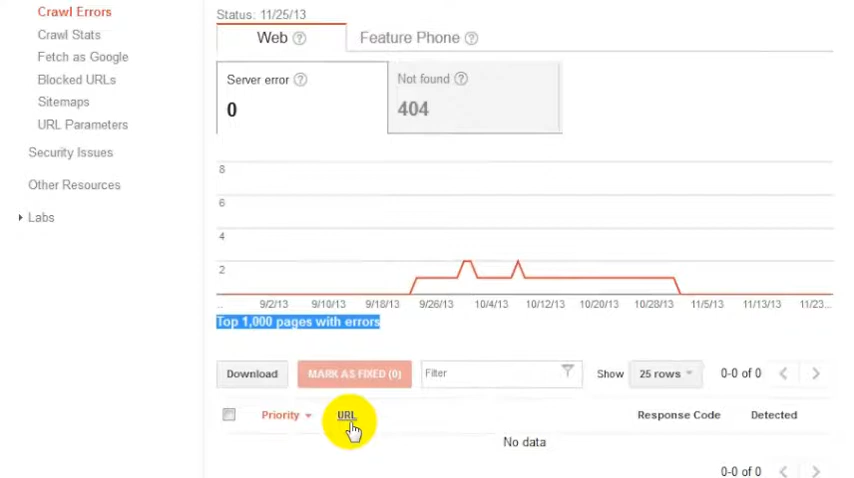 Crawl Errors
Crawl Stats
Fetch as Google
Blocked URLs
Sitemaps
URL Parameters
Security Issues
Other Resources
Labs
Status: 11/25/13
Web ?
Feature Phone ?
Server error ?
0
Not found ?
404
8
6
4
2
.. 9/2/13 9/10/13 9/18/13 9/26/13 10/4/13 10/12/13 10/20/13 10/28/13 11/5/13 11/13/13 11/23...
Top 1,000 pages with errors
Download MARK AS FIXED (0) Filter Show 25 rows 0-0 of 0
Priority URL Response Code Detected
No data
0-0 of 0